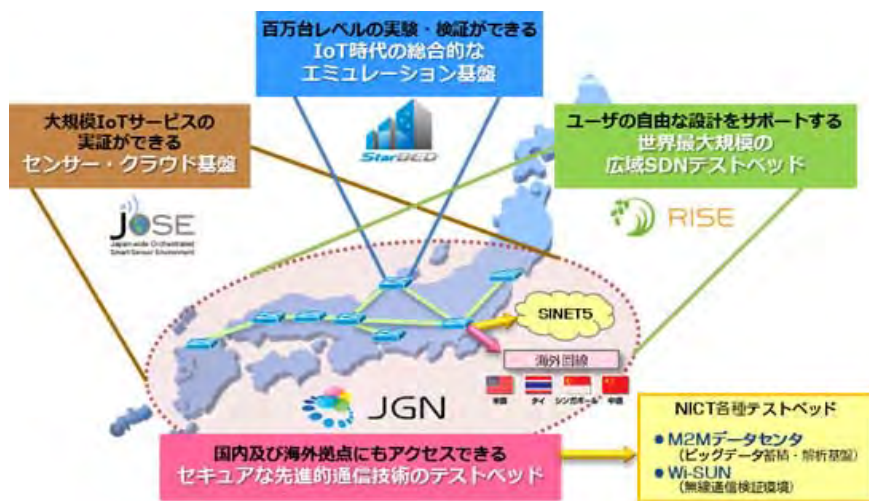 百万台レベルの実験・検証ができる
IoT時代の総合的な
エミュレーション基盤
大規模IoTサービスの
実証ができる
センサー・クラウド基盤
ユーザの自由な設計をサポートする
世界最大規模の
広域SDNテストベッド
StarBED
JOSE
Japan-wide Orchestrated
Smart/Sensor Environment
RISE
SINET5
海外回線
米国 タイ シンガポール 中国
JGN
国内及び海外拠点にもアクセスできる
セキュアな先進的通信技術のテストベッド
NICT各種テストベッド
●M2Mデータセンタ
(ビッグデータ蓄積・解析基盤)
●Wi-SUN
(無線通信検証環境)